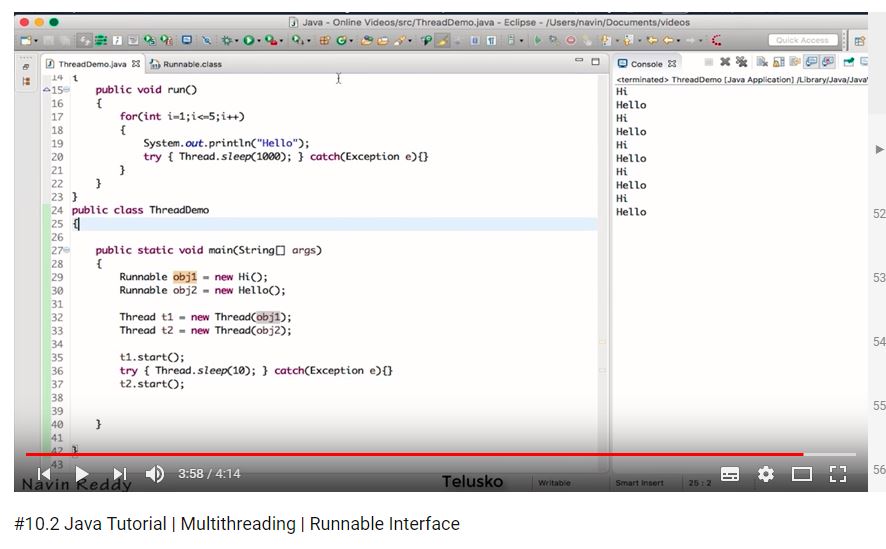 Java - Online Videos/src/ThreadDemo.java - Eclipse - /Users/navin/Documents/videos
Quick Access
ThreadDemo.java
Runnable.class
14 {
15 public void run()
16 {
17 for(int i=1;i<=5;i++)
18 {
19 System.out.println("Hello");
20 try { Thread.sleep(1000); } catch(Exception e){}
21 }
22 }
23 }
24 public class ThreadDemo
25 {
26
27 public static void main(String[] args)
28 {
29 Runnable obj1 = new Hi();
30 Runnable obj2 = new Hello();
31
32 Thread t1 = new Thread(obj1);
33 Thread t2 = new Thread(obj2);
34
35 t1.start();
36 try { Thread.sleep(10); } catch(Exception e){}
37 t2.start();
38
39
40 }
41
42 }
43
Console
<terminated> ThreadDemo [Java Application] /Library/Java/Java
Hi
Hello
Hi
Hello
Hi
Hello
Hi
Hello
Hi
Hello
52
53
54
55
56
3:58 / 4:14
Navin Reddy
Telusko
Writable
Smart Insert
25 : 2
#10.2 Java Tutorial | Multithreading | Runnable Interface